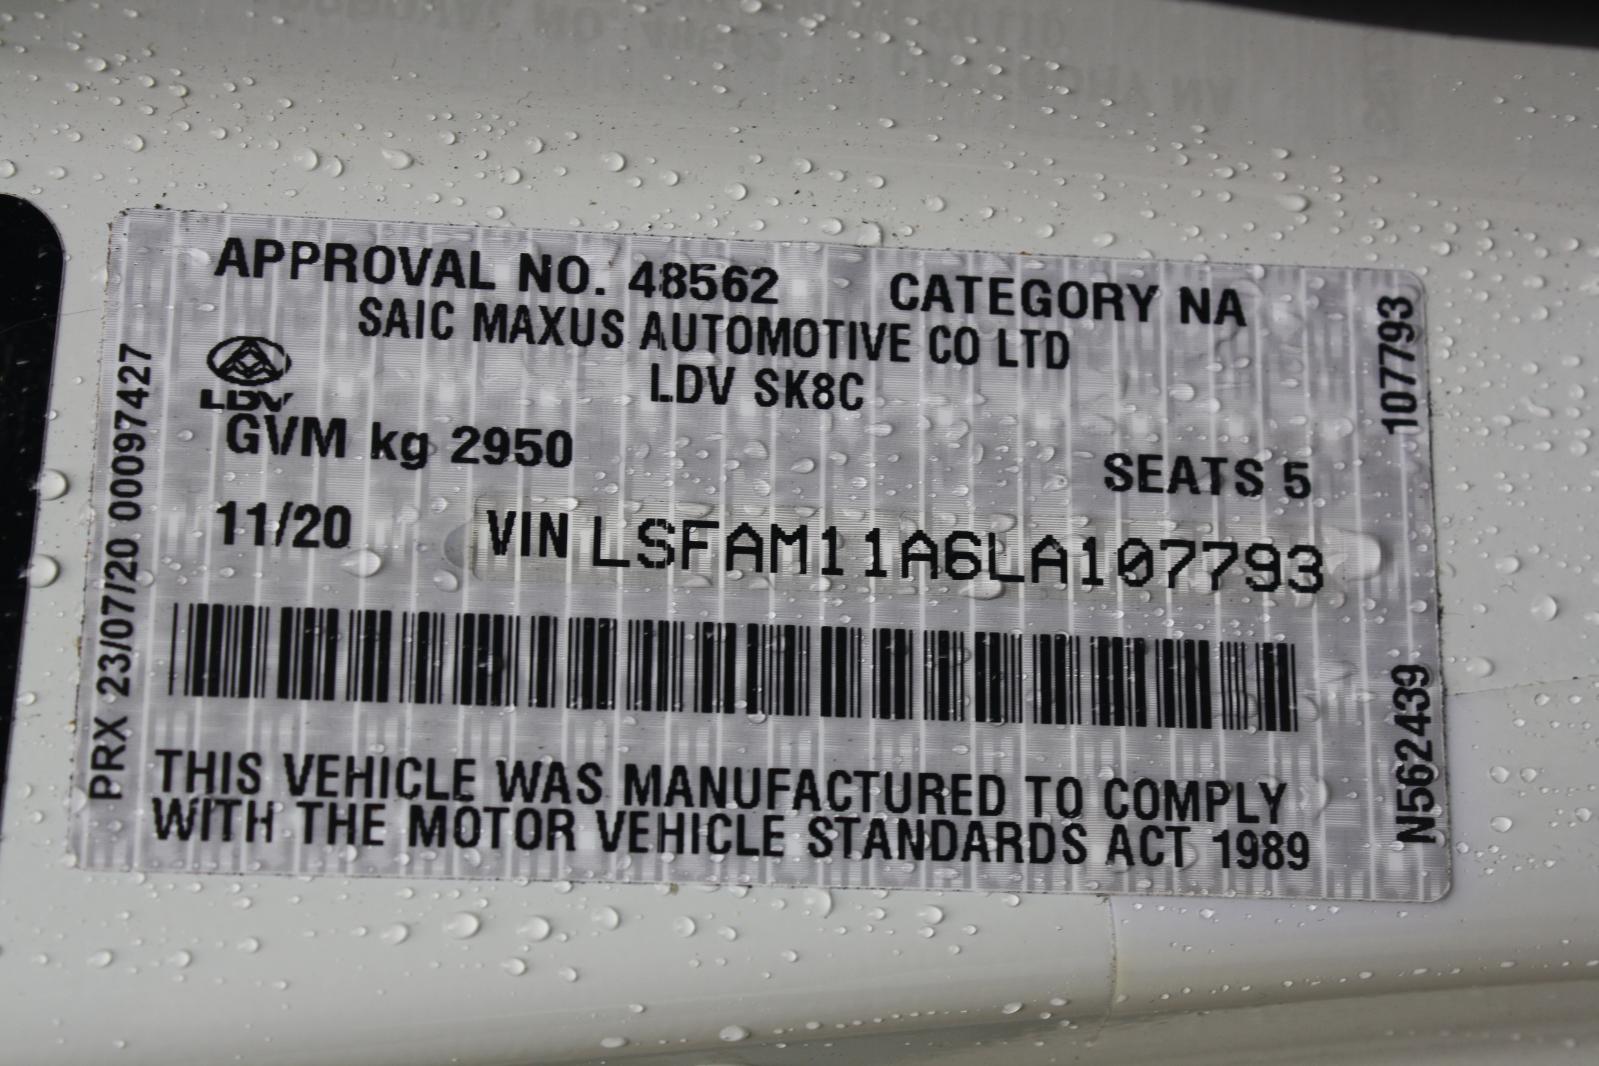 APPROVAL NO. 48562 CATEGORY NA
SAIC MAXUS AUTOMOTIVE CO LTD
LDV SK8C
LDV
GVM kg 2950
SEATS 5
11/20 VIN LSFAM11A6LA107793
THIS VEHICLE WAS MANUFACTURED TO COMPLY
WITH THE MOTOR VEHICLE STANDARDS ACT 1989
PRX 23/07/20 00097427
107793
N562439